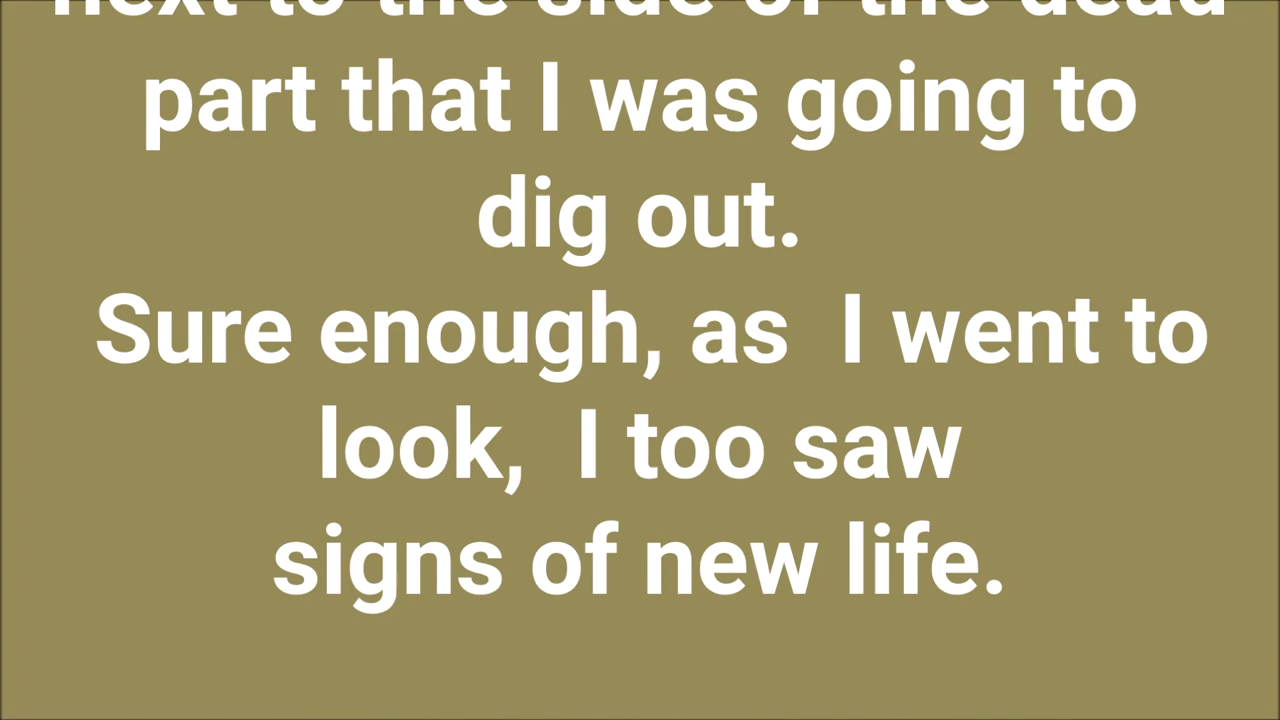 next to the side of the dead
part that I was going to
dig out.
Sure enough, as  I went to
look,  I too saw
signs of new life.